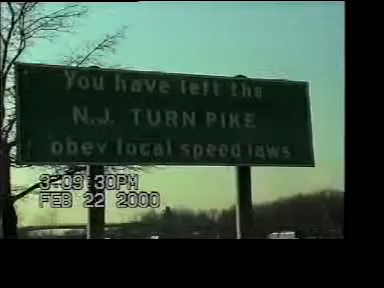 You have left the
N.J. TURN PIKE
obey local speed laws
3:09:30PM
FEB 22 2000